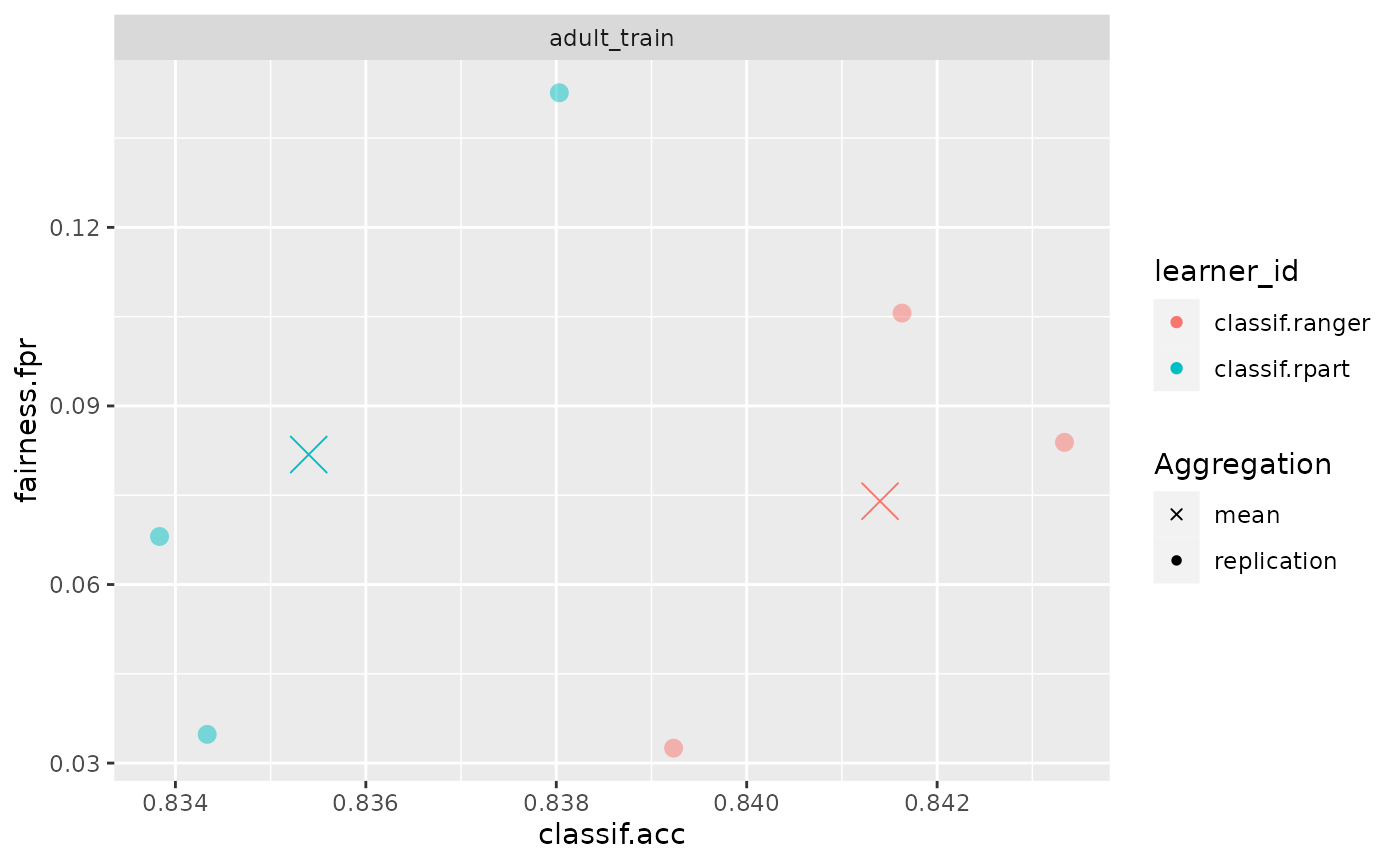 adult_train
0.12
0.09
0.06
0.03
fairness.fpr
0.834
0.836
0.838
0.840
0.842
classif.acc
learner_id
classif.ranger
classif.rpart
Aggregation
mean
replication